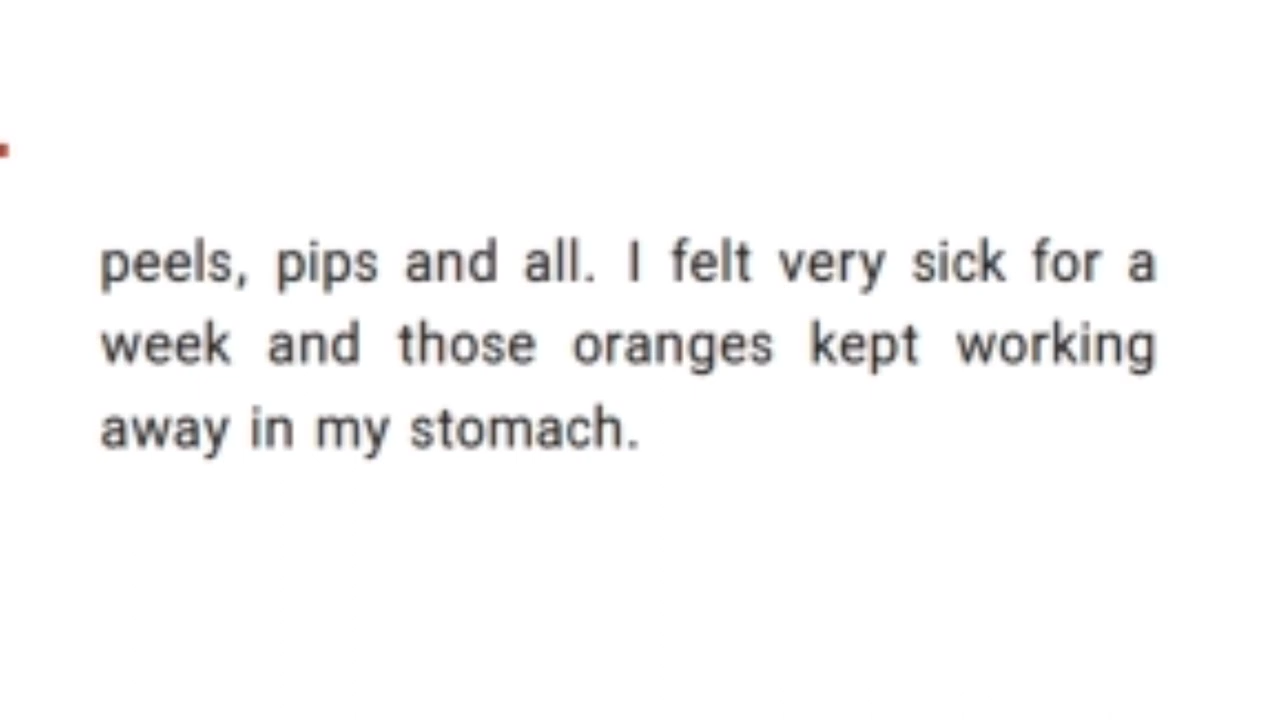 peels, pips and all. I felt very sick for a
week and those oranges kept working
away in my stomach.